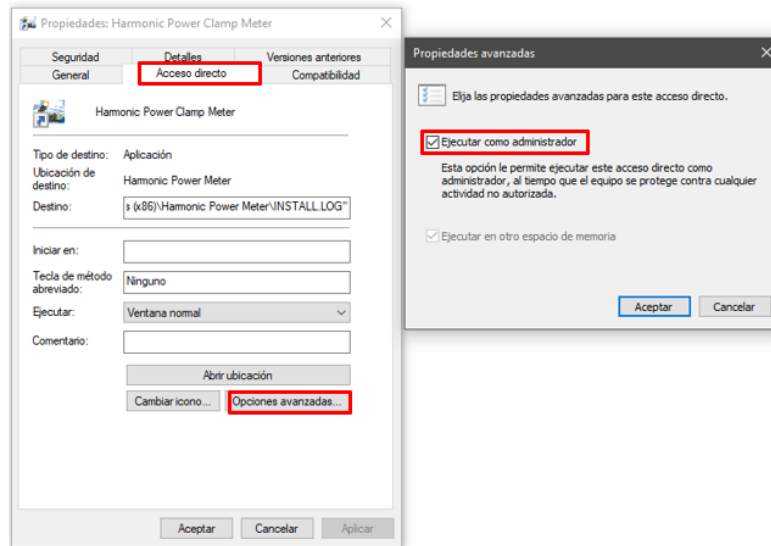 Propiedades: Harmonic Power Clamp Meter
Seguridad
Detalles
Versiones anteriores
General
Acceso directo
Compatibilidad
Harmonic Power Clamp Meter
Tipo de destino:
Aplicación
Ubicación de
destino:
Harmonic Power Meter
Destino:
s (x86)\Harmonic Power Meter\INSTALL.LOG"
Iniciar en:
Tecla de método
abreviado:
Ninguno
Ejecutar:
Ventana normal
Comentario:
Abrir ubicación
Cambiar icono...
Opciones avanzadas...
Aceptar
Cancelar
Aplicar
Propiedades avanzadas
Elija las propiedades avanzadas para este acceso directo.
Ejecutar como administrador
Esta opción le permite ejecutar este acceso directo como
administrador, al tiempo que el equipo se protege contra cualquier
actividad no autorizada.
Ejecutar en otro espacio de memoria
Aceptar
Cancelar